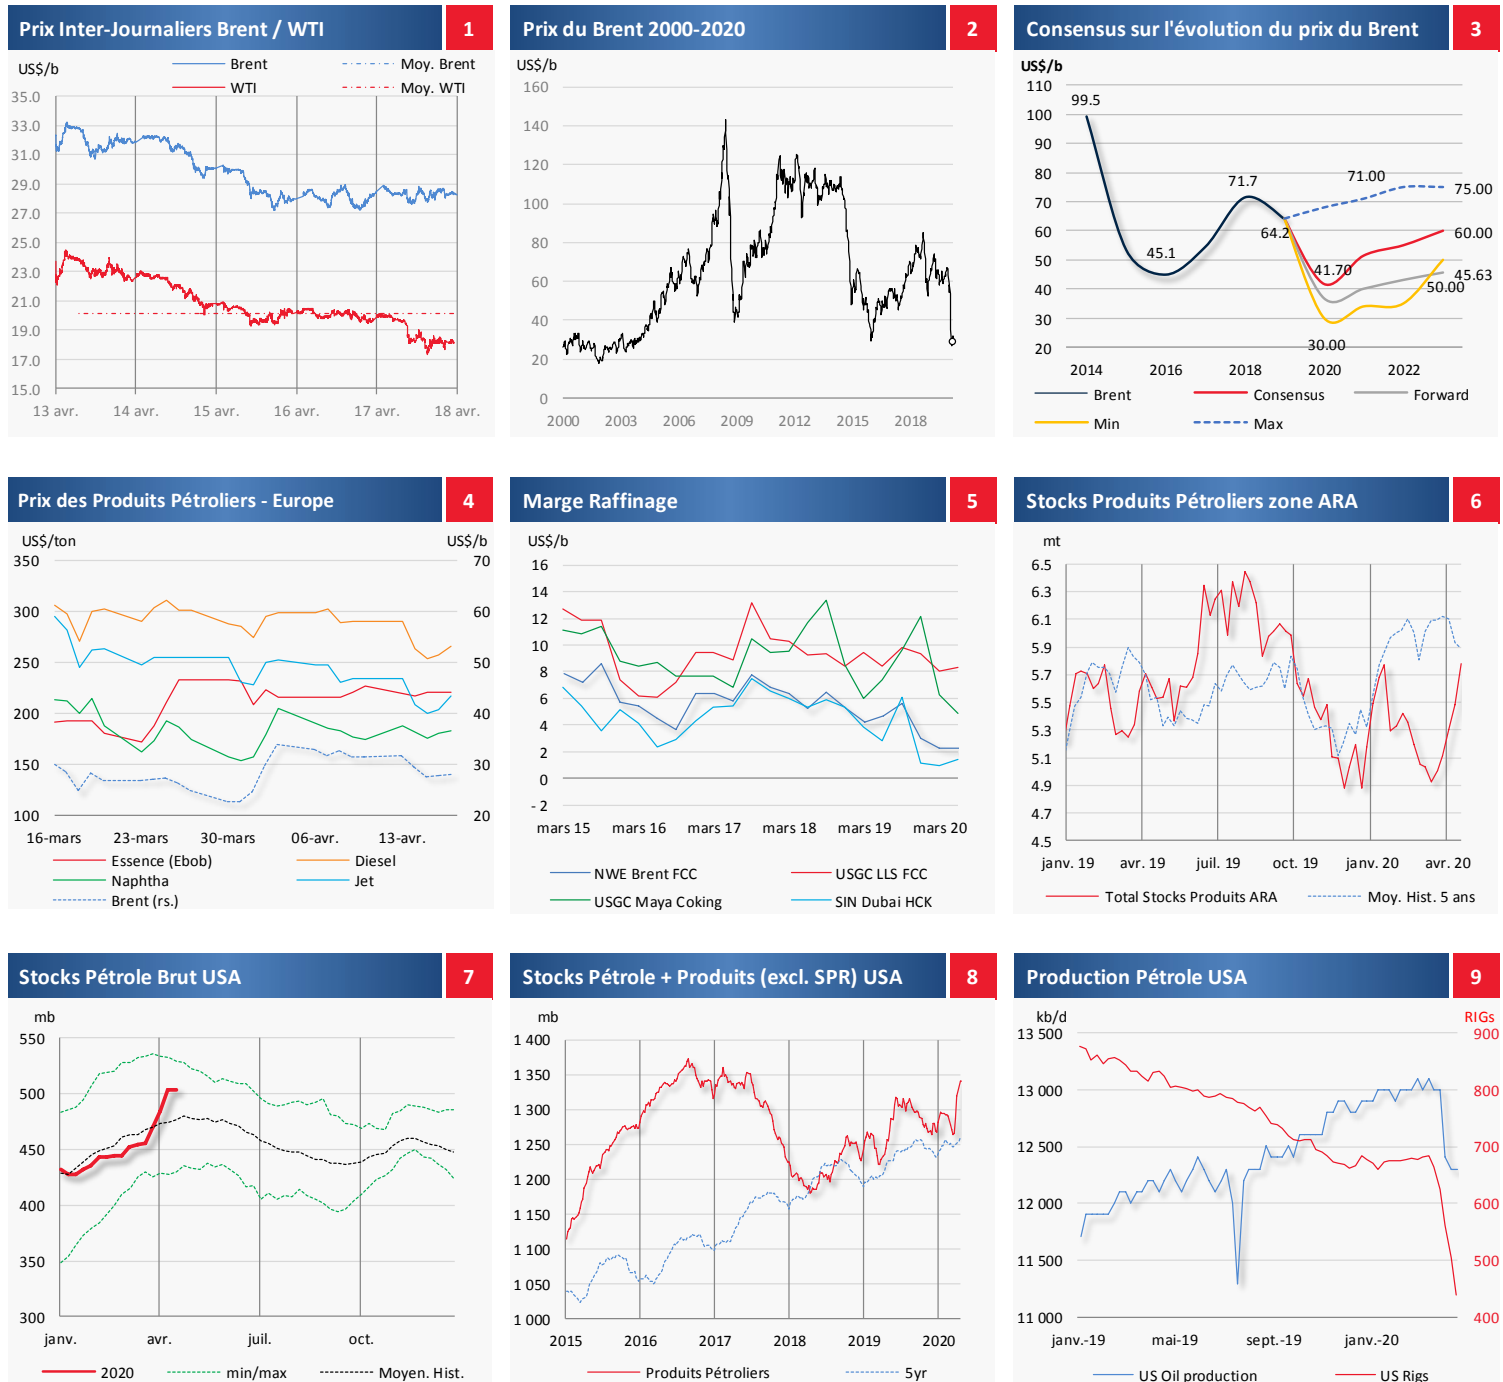 Prix Inter-Journaliers Brent / WTI 1
US$/b
Brent Moy. Brent
WTI Moy. WTI
35.0
33.0
31.0
29.0
27.0
25.0
23.0
21.0
19.0
17.0
15.0
13 avr. 14 avr. 15 avr. 16 avr. 17 avr. 18 avr.
Prix du Brent 2000-2020 2
US$/b
160
140
120
100
80
60
40
20
0
2000 2003 2006 2009 2012 2015 2018
Consensus sur l'évolution du prix du Brent 3
US$/b
110
100
90
80
70
60
50
40
30
20
99.5
45.1
71.7
64.2
41.70
30.00
71.00
75.00
60.00
45.63
50.00
2014 2016 2018 2020 2022
Brent Consensus Forward
Min Max
Prix des Produits Pétroliers - Europe 4
US$/ton US$/b
350 70
300 60
250 50
200 40
150 30
100 20
16-mars 23-mars 30-mars 06-avr. 13-avr.
Essence (Ebob) Diesel
Naphtha Jet
Brent (rs.)
Marge Raffinage 5
US$/b
16
14
12
10
8
6
4
2
0
- 2
mars 15 mars 16 mars 17 mars 18 mars 19 mars 20
NWE Brent FCC USGC LLS FCC
USGC Maya Coking SIN Dubai HCK
Stocks Produits Pétroliers zone ARA 6
mt
6.5
6.3
6.1
5.9
5.7
5.5
5.3
5.1
4.9
4.7
4.5
janv. 19 avr. 19 juil. 19 oct. 19 janv. 20 avr. 20
Total Stocks Produits ARA Moy. Hist. 5 ans
Stocks Pétrole Brut USA 7
mb
550
500
450
400
350
300
janv. avr. juil. oct.
2020 min/max Moyen. Hist.
Stocks Pétrole + Produits (excl. SPR) USA 8
mb
1 400
1 350
1 300
1 250
1 200
1 150
1 100
1 050
1 000
2015 2016 2017 2018 2019 2020
Produits Pétroliers 5yr
Production Pétrole USA 9
kb/d RIGs
13 500 900
13 000 800
12 500 700
12 000 600
11 500 500
11 000 400
janv.-19 mai-19 sept.-19 janv.-20
US Oil production US Rigs